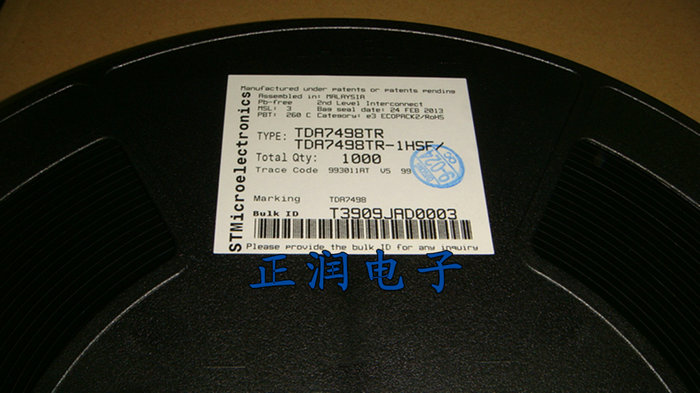 STMicroelectronics
Manufactured under patents or patents pending
Assembled in: MALAYSIA
Pb-free 2nd Level Interconnect
MSL: 3 Bag seal date: 24 FEB 2013
PBT: 260 C Category: e3 ECOPACK2/RoHS
TYPE: TDA7498TR
TDA7498TR-1HSF/
Total Qty: 1000
Trace Code 993011AT V5 99
Marking TDA7498
Bulk ID T3909JAD0003
Please provide the bulk ID for any inquiry
正润电子